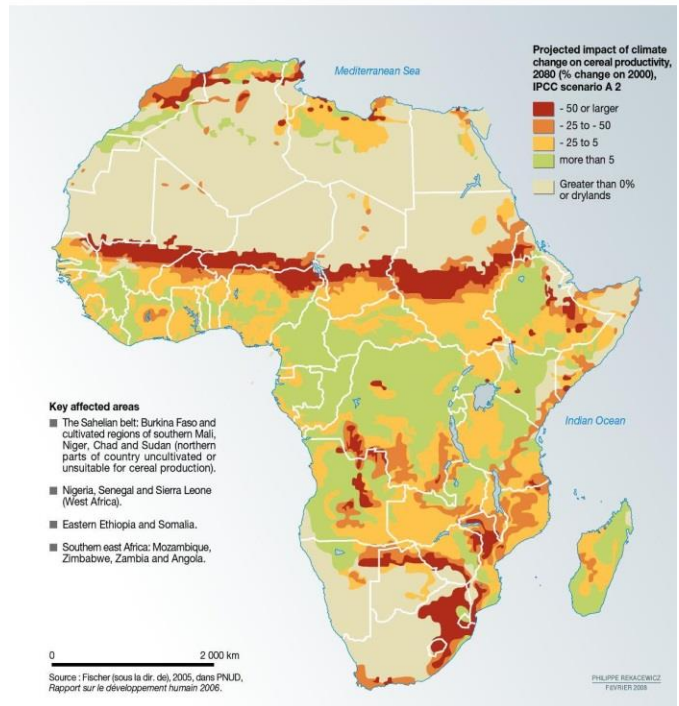 Mediterranean Sea
Projected impact of climate
change on cereal productivity,
2080 (% change on 2000),
IPCC scenario A 2
- 50 or larger
- 25 to - 50
- 25 to 5
more than 5
Greater than 0%
or drylands
Key affected areas
The Sahelian belt: Burkina Faso and
cultivated regions of southern Mali,
Niger, Chad and Sudan (northern
parts of country uncultivated or
unsuitable for cereal production).
Nigeria, Senegal and Sierra Leone
(West Africa).
Eastern Ethiopia and Somalia.
Southern east Africa: Mozambique,
Zimbabwe, Zambia and Angola.
Indian Ocean
0 2 000 km
Source : Fischer (sous la dir. de), 2005, dans PNUD,
Rapport sur le développement humain 2006.
PHILIPPE REKACEWICZ
FÉVRIER 2008